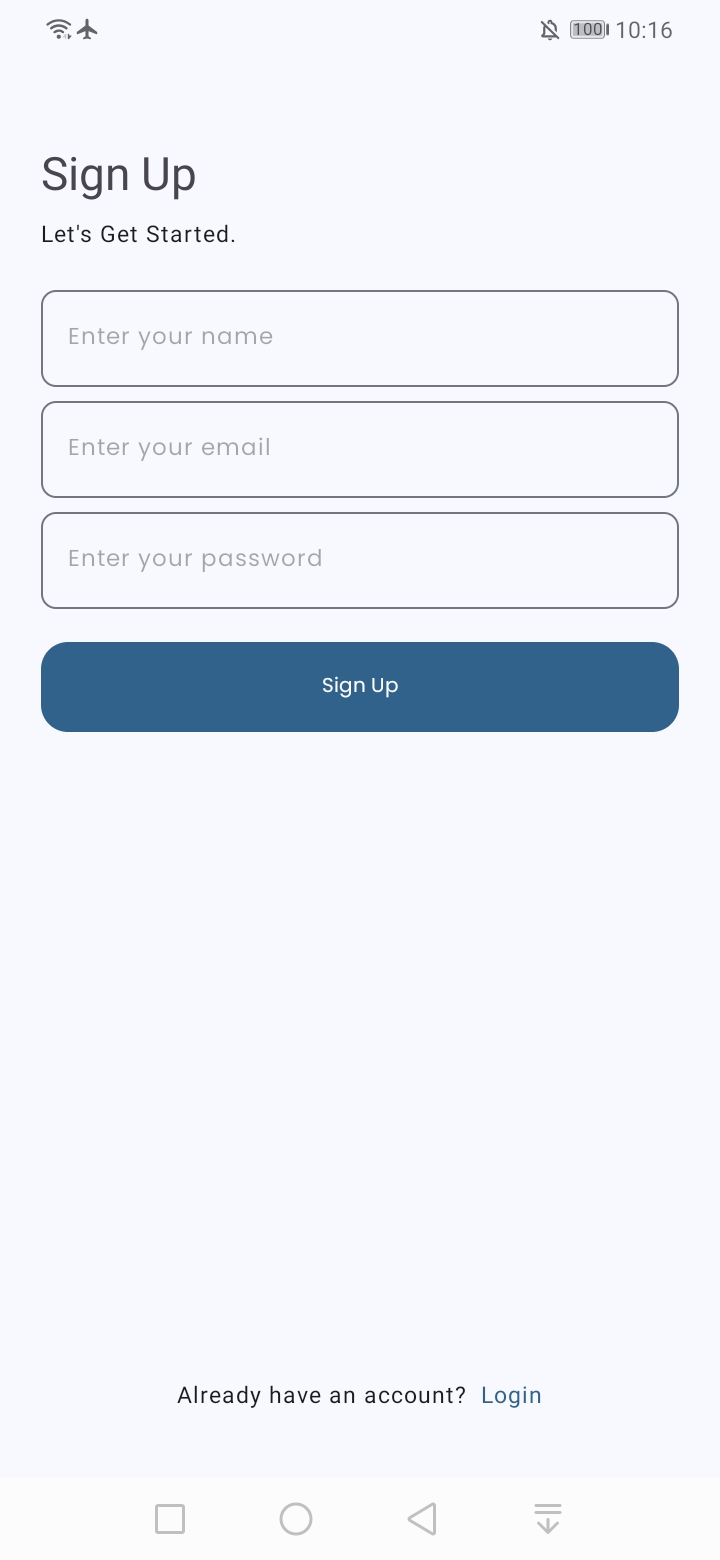 100 10:16
Sign Up
Let's Get Started.
Enter your name
Enter your email
Enter your password
Sign Up
Already have an account? Login